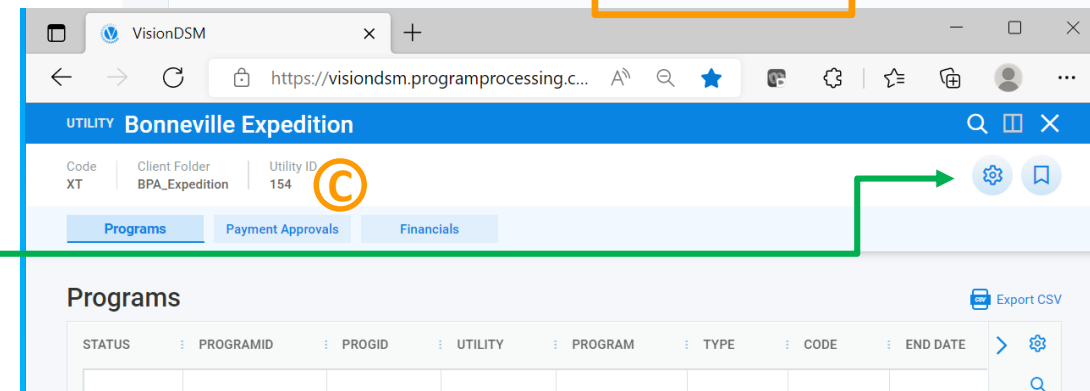 VisionDSM
https://visiondsm.programprocessing.c...
UTILITY Bonneville Expedition
Code Client Folder Utility ID
XT BPA_Expedition 154
©
Programs Payment Approvals Financials
Programs
CSV Export CSV
STATUS PROGRAMID PROGID UTILITY PROGRAM TYPE CODE END DATE